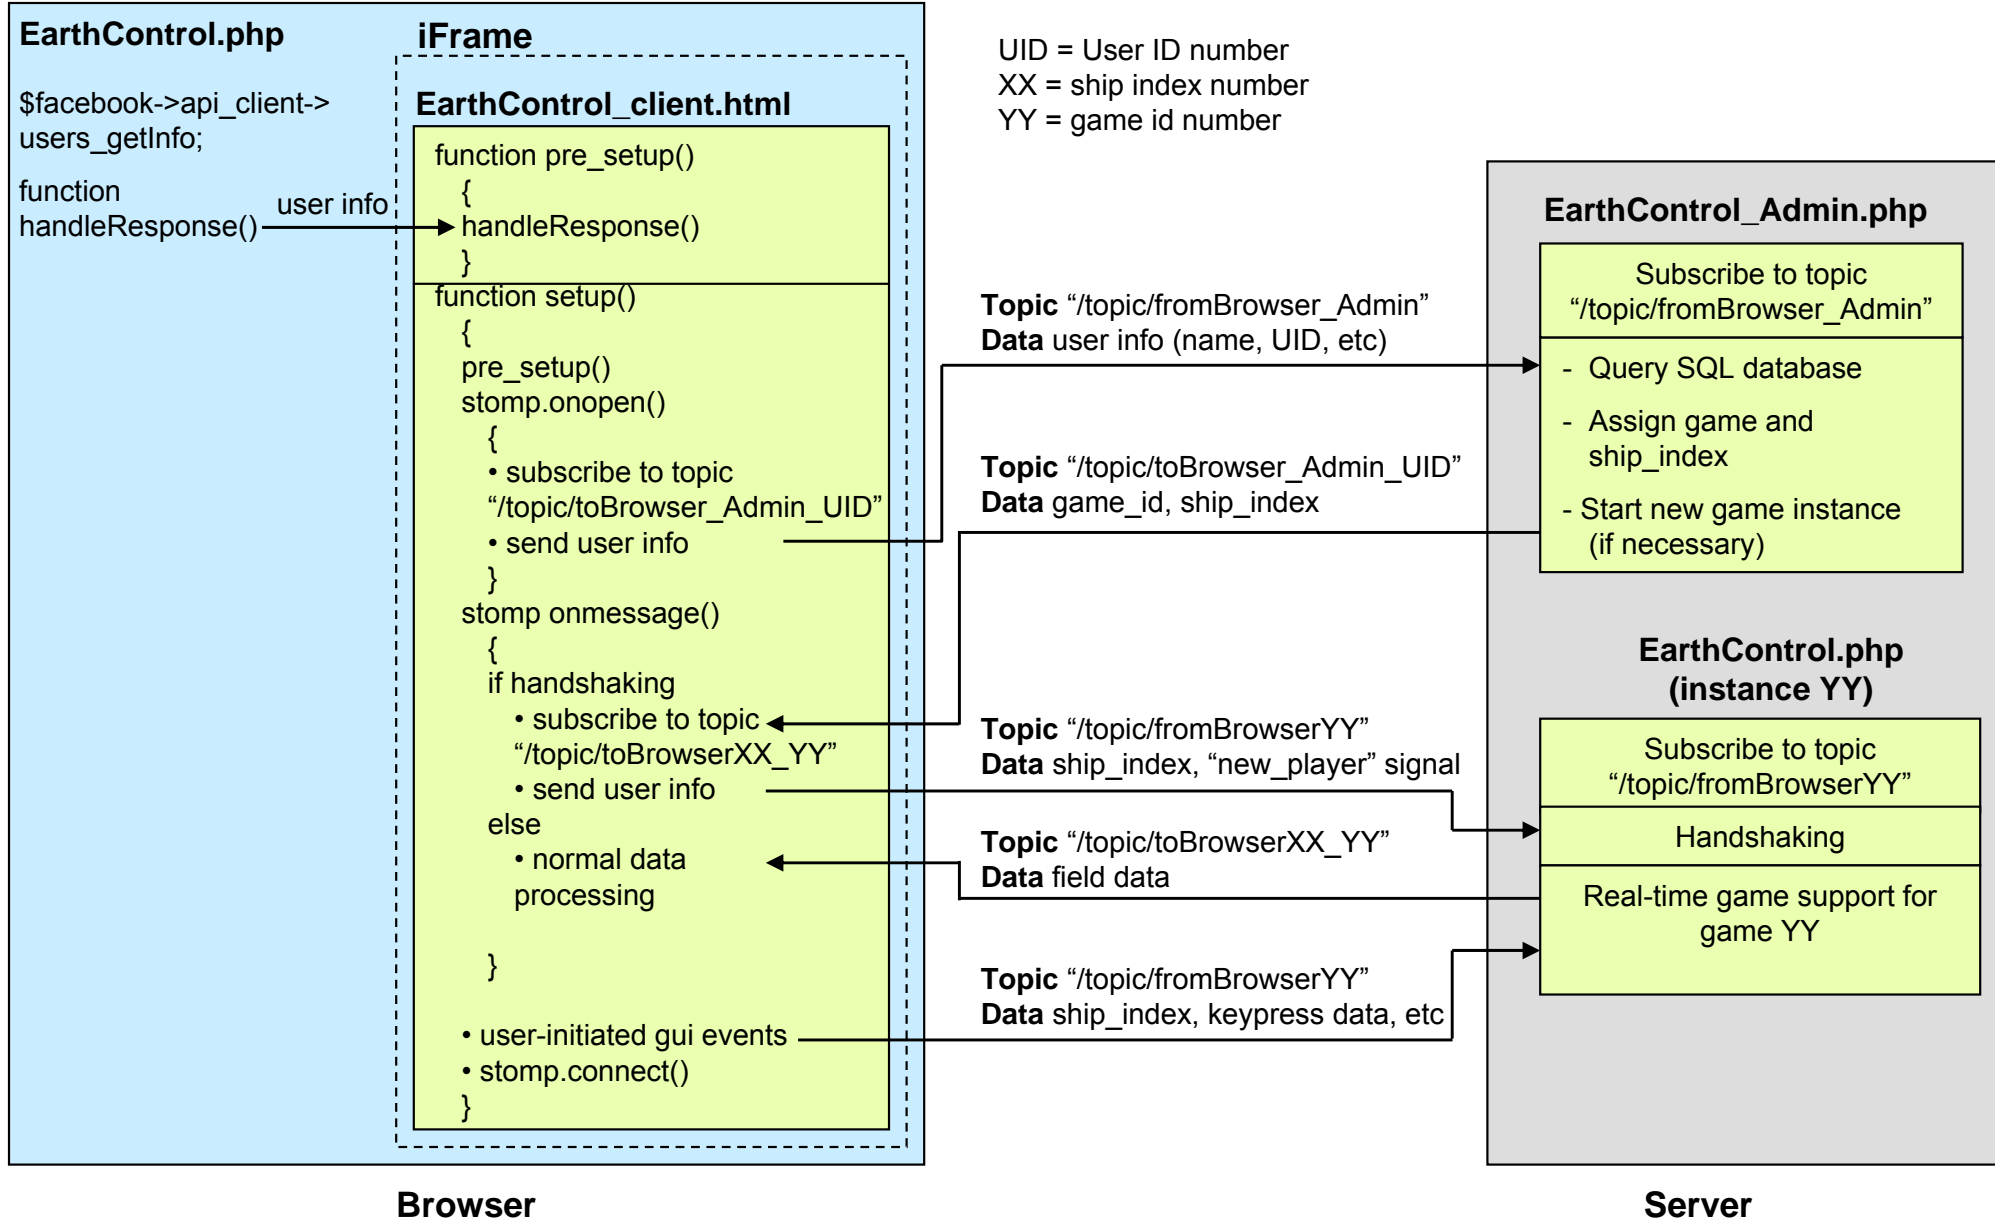 EarthControl.php
$facebook->api_client->
users_getInfo;
function
handleResponse()
user info
iFrame
EarthControl_client.html
function pre_setup()
{
handleResponse()
}
function setup()
{
pre_setup()
stomp.onopen()
{
• subscribe to topic
“/topic/toBrowser_Admin_UID”
• send user info
}
stomp onmessage()
{
if handshaking
• subscribe to topic
“/topic/toBrowserXX_YY”
• send user info
else
• normal data
processing
}
• user-initiated gui events
• stomp.connect()
}
Browser
UID = User ID number
XX = ship index number
YY = game id number
Topic “/topic/fromBrowser_Admin”
Data user info (name, UID, etc)
Topic “/topic/toBrowser_Admin_UID”
Data game_id, ship_index
Topic “/topic/fromBrowserYY”
Data ship_index, “new_player” signal
Topic “/topic/toBrowserXX_YY”
Data field data
Topic “/topic/fromBrowserYY”
Data ship_index, keypress data, etc
EarthControl_Admin.php
Subscribe to topic
“/topic/fromBrowser_Admin”
- Query SQL database
- Assign game and
ship_index
- Start new game instance
(if necessary)
EarthControl.php
(instance YY)
Subscribe to topic
“/topic/fromBrowserYY”
Handshaking
Real-time game support for
game YY
Server